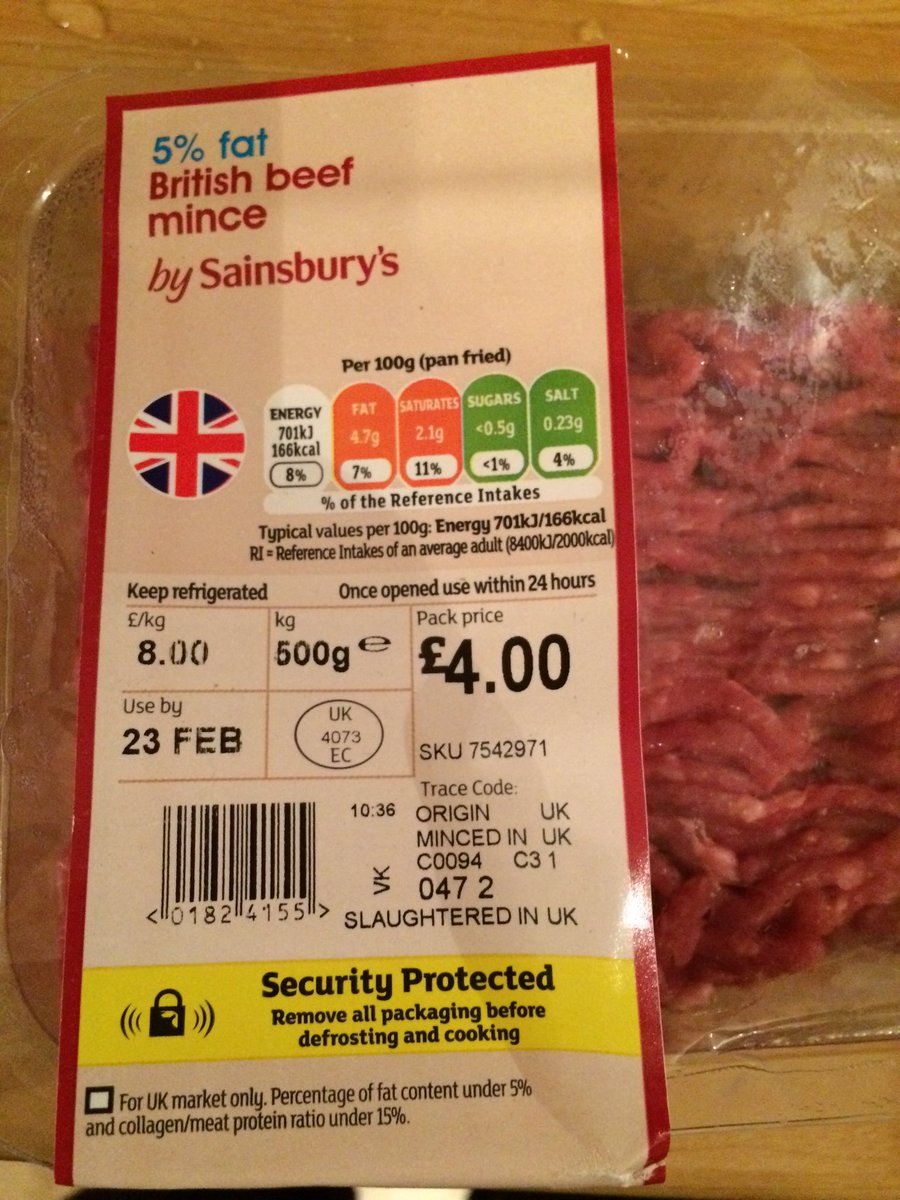 5% fat
British beef
mince
by Sainsbury's
Per 100g (pan fried)
ENERGY
701kJ
166kcal
8%
FAT
4.7g
7%
SATURATES
2.1g
11%
SUGARS
<0.5g
<1%
SALT
0.23g
4%
% of the Reference Intakes
Typical values per 100g: Energy 701kJ/166kcal
RI = Reference Intakes of an average adult (8400kJ/2000kcal)
Keep refrigerated
Once opened use within 24 hours
£/kg
8.00
kg
500g ℮
Pack price
£4.00
Use by
23 FEB
UK
4073
EC
SKU 7542971
Trace Code:
10:36
ORIGIN UK
MINCED IN UK
C0094 C3 1
VK
047 2
<0182 4155>
SLAUGHTERED IN UK
Security Protected
Remove all packaging before
defrosting and cooking
For UK market only. Percentage of fat content under 5%
and collagen/meat protein ratio under 15%.